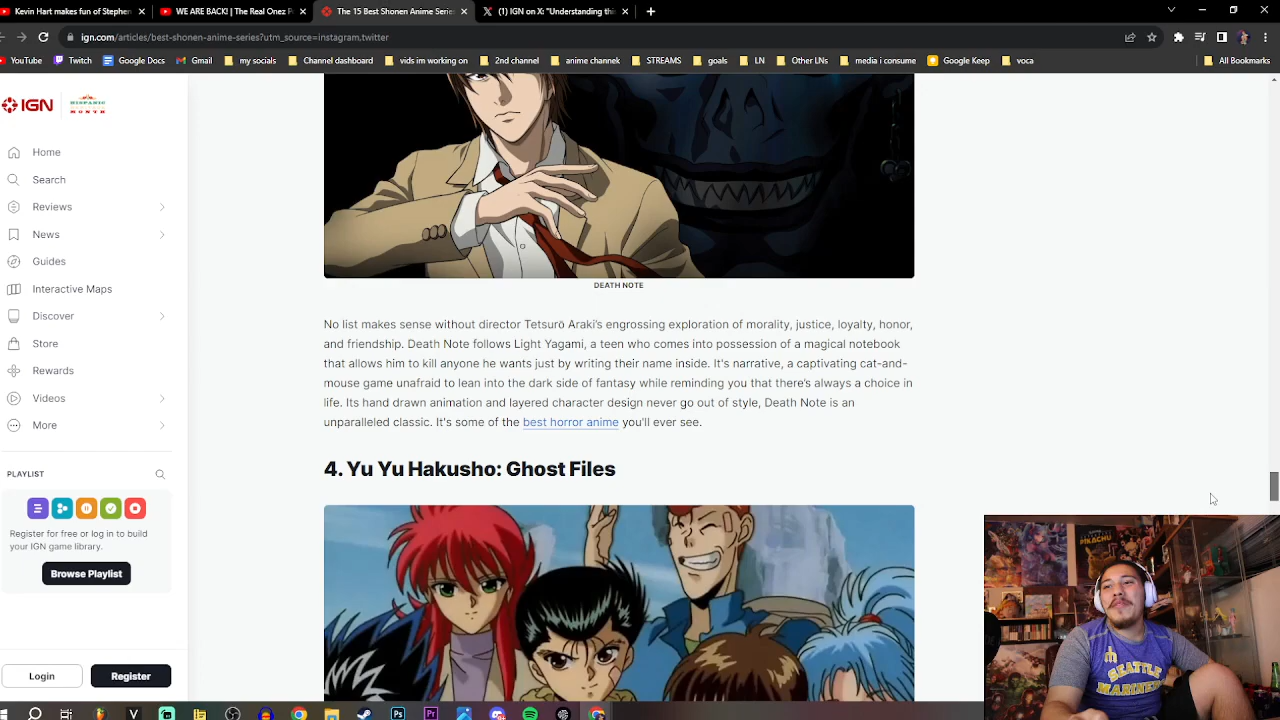 Kevin Hart makes fun of Stephen
WE ARE BACK! | The Real Onez P
The 15 Best Shonen Anime Series
(1) IGN on X: "Understanding thi
ign.com/articles/best-shonen-anime-series?utm_source=instagram.twitter
YouTube Twitch Google Docs Gmail my socials Channel dashboard vids im working on 2nd channel anime channel STREAMS goals LN Other LNs media i consume Google Keep voca All Bookmarks
IGN HISPANIC MONTH
Home
Search
Reviews
News
Guides
Interactive Maps
Discover
Store
Rewards
Videos
More
PLAYLIST
Register for free or log in to build
your IGN game library.
Browse Playlist
Login Register
DEATH NOTE
No list makes sense without director Tetsurō Araki's engrossing exploration of morality, justice, loyalty, honor,
and friendship. Death Note follows Light Yagami, a teen who comes into possession of a magical notebook
that allows him to kill anyone he wants just by writing their name inside. It's narrative, a captivating cat-and-
mouse game unafraid to lean into the dark side of fantasy while reminding you that there's always a choice in
life. Its hand drawn animation and layered character design never go out of style, Death Note is an
unparalleled classic. It's some of the best horror anime you'll ever see.
4. Yu Yu Hakusho: Ghost Files
PIKACHU
SEATTLE
MARINERS